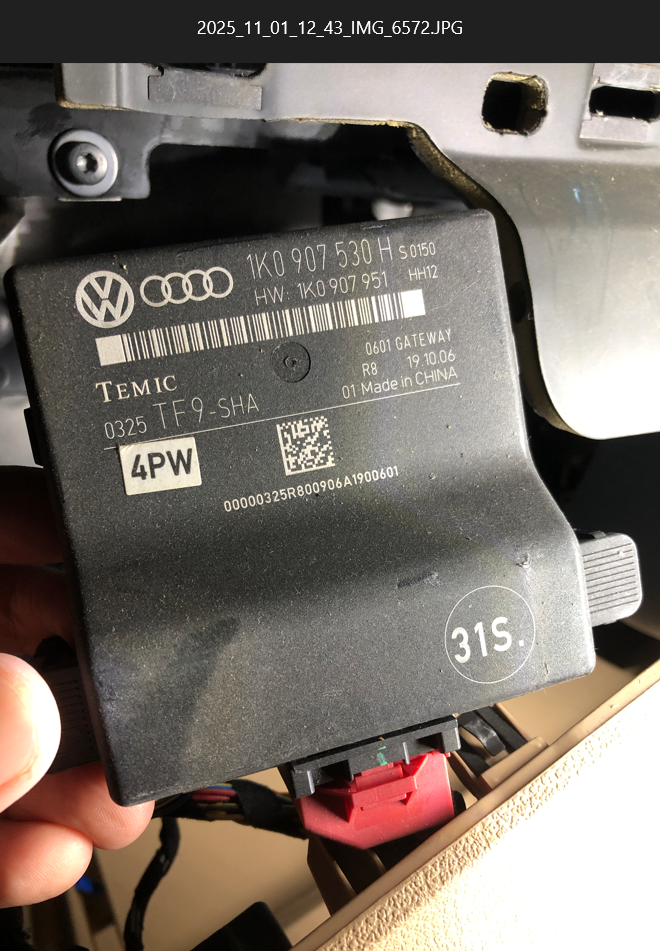 2025_11_01_12_43_IMG_6572.JPG
1K0 907 530 H S0150
HW: 1K0 907 951 HH12
0601 GATEWAY
R8 19.10.06
01 Made in CHINA
TEMIC
0325 TF9-SHA
4PW
00000325R800906A1900601
31S.